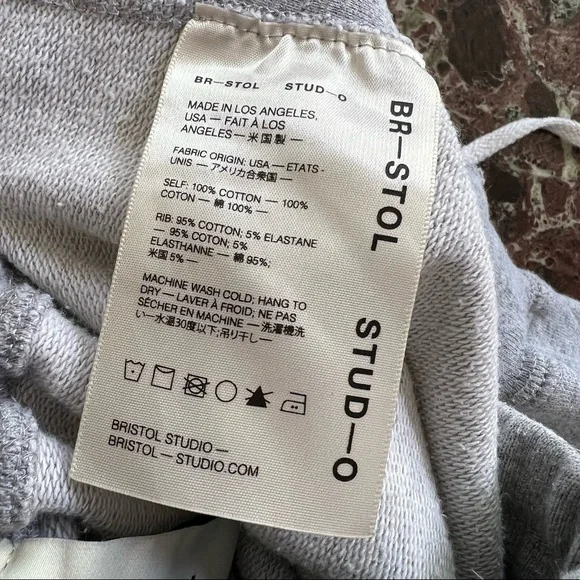 BR—STOL STUD—O
MADE IN LOS ANGELES,
USA — FAIT À LOS
ANGELES — 米国製 —
FABRIC ORIGIN: USA — ETATS -
UNIS — アメリカ合衆国 —
SELF: 100% COTTON — 100%
COTON — 綿 100% —
RIB: 95% COTTON; 5% ELASTANE
— 95% COTON; 5%
ELASTHANNE — 綿 95%;
米国 5% —
MACHINE WASH COLD; HANG TO
DRY — LAVER À FROID; NE PAS
SÉCHER EN MACHINE — 洗濯機洗
い—水温30度以下;吊り干し—
BRISTOL STUDIO —
BRISTOL — STUDIO.COM
BR—STOL STUD—O